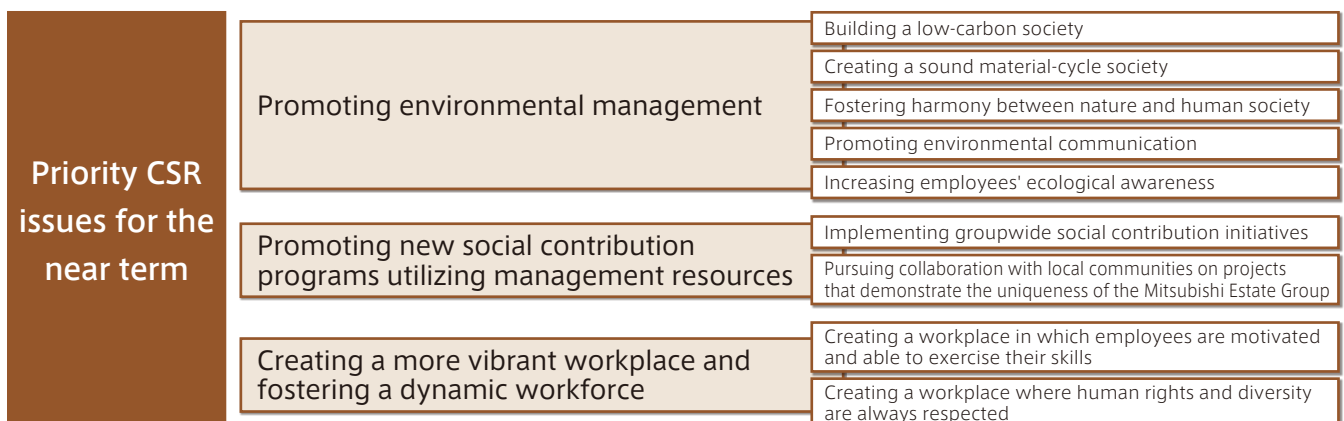 Priority CSR
issues for the
near term
Promoting environmental management
Building a low-carbon society
Creating a sound material-cycle society
Fostering harmony between nature and human society
Promoting environmental communication
Increasing employees' ecological awareness
Promoting new social contribution
programs utilizing management resources
Implementing groupwide social contribution initiatives
Pursuing collaboration with local communities on projects
that demonstrate the uniqueness of the Mitsubishi Estate Group
Creating a more vibrant workplace and
fostering a dynamic workforce
Creating a workplace in which employees are motivated
and able to exercise their skills
Creating a workplace where human rights and diversity
are always respected